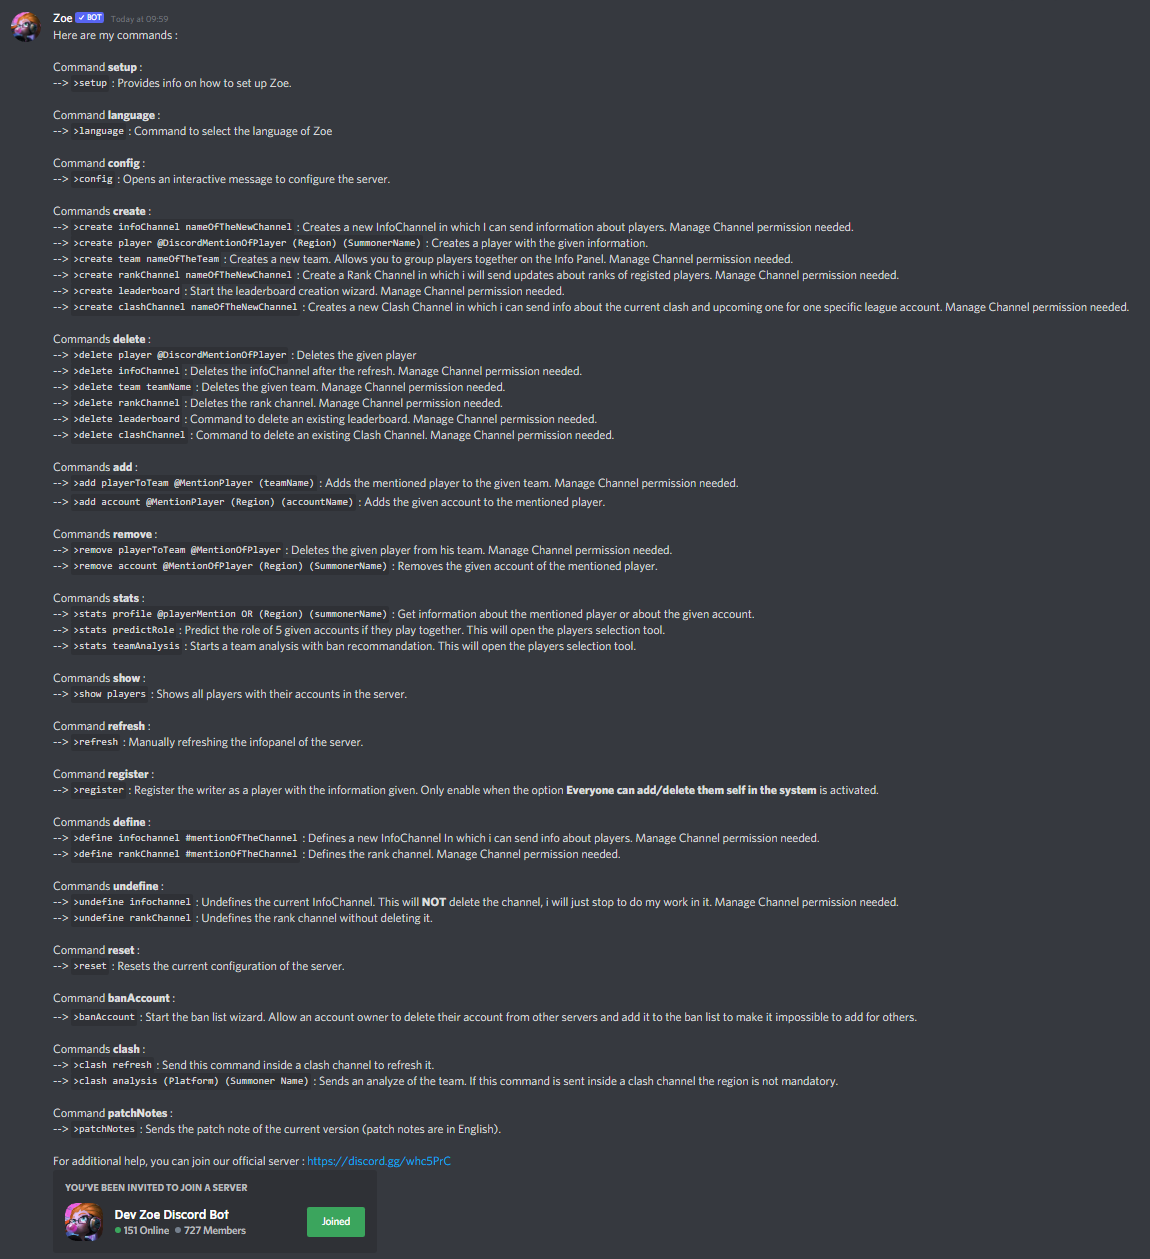 Zoe ✓ BOT Today at 09:59
Here are my commands :
Command setup :
--> >setup : Provides info on how to set up Zoe.
Command language :
--> >language : Command to select the language of Zoe
Command config :
--> >config : Opens an interactive message to configure the server.
Commands create :
--> >create infoChannel nameOfTheNewChannel : Creates a new InfoChannel in which I can send information about players. Manage Channel permission needed.
--> >create player @DiscordMentionOfPlayer (Region) (SummonerName) : Creates a player with the given information.
--> >create team nameOfTheTeam : Creates a new team. Allows you to group players together on the Info Panel. Manage Channel permission needed.
--> >create rankChannel nameOfTheNewChannel : Create a Rank Channel in which i will send updates about ranks of registed players. Manage Channel permission needed.
--> >create leaderboard : Start the leaderboard creation wizard. Manage Channel permission needed.
--> >create clashChannel nameOfTheNewChannel : Creates a new Clash Channel in which i can send info about the current clash and upcoming one for one specific league account. Manage Channel permission needed.
Commands delete :
--> >delete player @DiscordMentionOfPlayer : Deletes the given player
--> >delete infoChannel : Deletes the infoChannel after the refresh. Manage Channel permission needed.
--> >delete team teamName : Deletes the given team. Manage Channel permission needed.
--> >delete rankChannel : Deletes the rank channel. Manage Channel permission needed.
--> >delete leaderboard : Command to delete an existing leaderboard. Manage Channel permission needed.
--> >delete clashChannel : Command to delete an existing Clash Channel. Manage Channel permission needed.
Commands add :
--> >add playerToTeam @MentionPlayer (teamName) : Adds the mentioned player to the given team. Manage Channel permission needed.
--> >add account @MentionPlayer (Region) (accountName) : Adds the given account to the mentioned player.
Commands remove :
--> >remove playerToTeam @MentionOfPlayer : Deletes the given player from his team. Manage Channel permission needed.
--> >remove account @MentionOfPlayer (Region) (SummonerName) : Removes the given account of the mentioned player.
Commands stats :
--> >stats profile @playerMention OR (Region) (summonerName) : Get information about the mentioned player or about the given account.
--> >stats predictRole : Predict the role of 5 given accounts if they play together. This will open the players selection tool.
--> >stats teamAnalysis : Starts a team analysis with ban recommandation. This will open the players selection tool.
Commands show :
--> >show players : Shows all players with their accounts in the server.
Command refresh :
--> >refresh : Manually refreshing the infopanel of the server.
Command register :
--> >register : Register the writer as a player with the information given. Only enable when the option Everyone can add/delete them self in the system is activated.
Commands define :
--> >define infochannel #mentionOfTheChannel : Defines a new InfoChannel In which i can send info about players. Manage Channel permission needed.
--> >define rankChannel #mentionOfTheChannel : Defines the rank channel. Manage Channel permission needed.
Commands undefine :
--> >undefine infochannel : Undefines the current InfoChannel. This will NOT delete the channel, i will just stop to do my work in it. Manage Channel permission needed.
--> >undefine rankChannel : Undefines the rank channel without deleting it.
Command reset :
--> >reset : Resets the current configuration of the server.
Command banAccount :
--> >banAccount : Start the ban list wizard. Allow an account owner to delete their account from other servers and add it to the ban list to make it impossible to add for others.
Commands clash :
--> >clash refresh : Send this command inside a clash channel to refresh it.
--> >clash analysis (Platform) (Summoner Name) : Sends an analyze of the team. If this command is sent inside a clash channel the region is not mandatory.
Command patchNotes :
--> >patchNotes : Sends the patch note of the current version (patch notes are in English).
For additional help, you can join our official server : https://discord.gg/whc5PrC
YOU'VE BEEN INVITED TO JOIN A SERVER
Dev Zoe Discord Bot
151 Online 727 Members
Joined